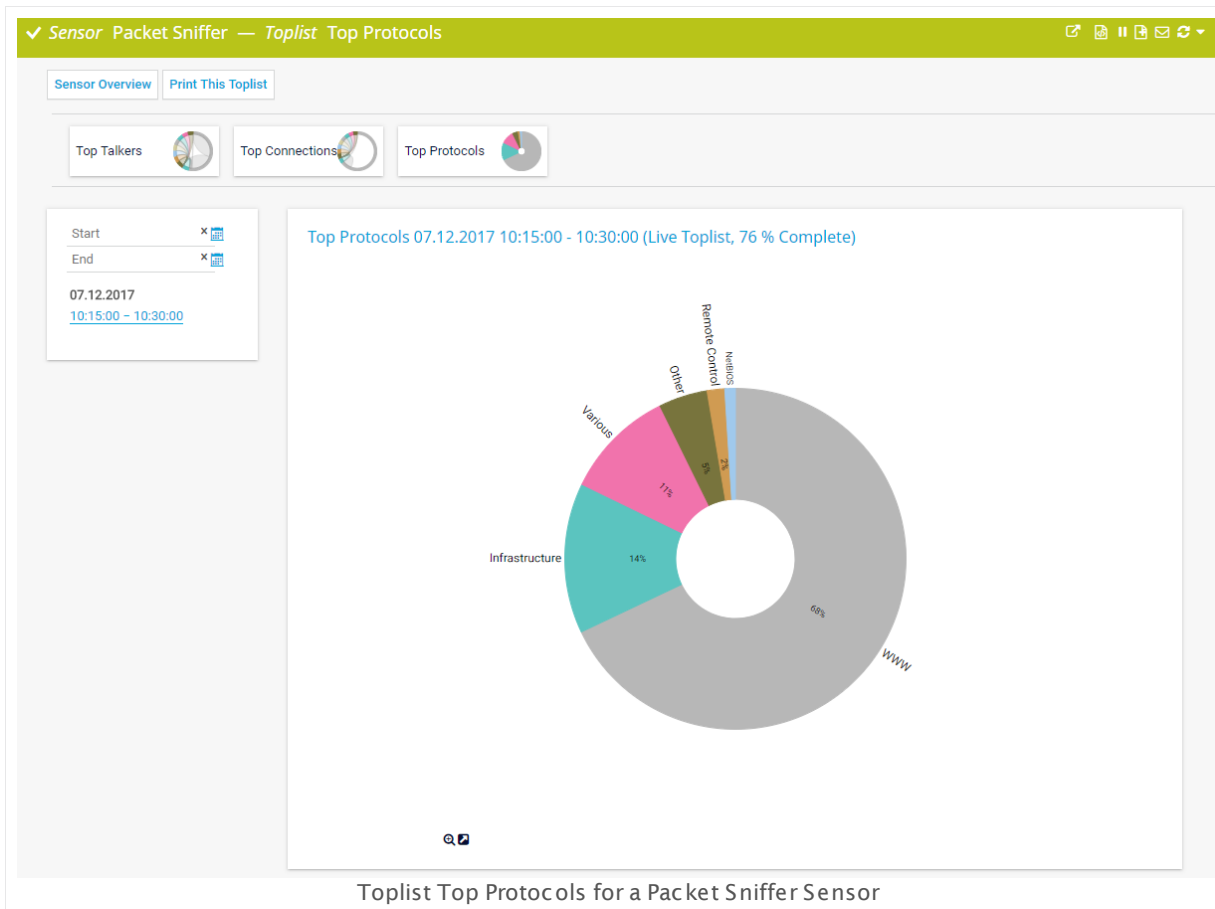 Sensor Packet Sniffer — Toplist Top Protocols
Sensor Overview
Print This Toplist
Top Talkers
Top Connections
Top Protocols
Start
End
07.12.2017
10:15:00 – 10:30:00
Top Protocols 07.12.2017 10:15:00 - 10:30:00 (Live Toplist, 76 % Complete)
Remote Control
NetBIOS
Other
Various
5%
2%
11%
Infrastructure
14%
68%
WWW
Toplist Top Protocols for a Packet Sniffer Sensor